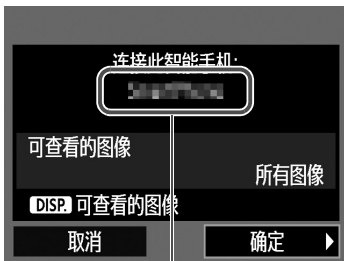 连接此智能手机:
可查看的图像
所有图像
DISP. 可查看的图像
取消
确定